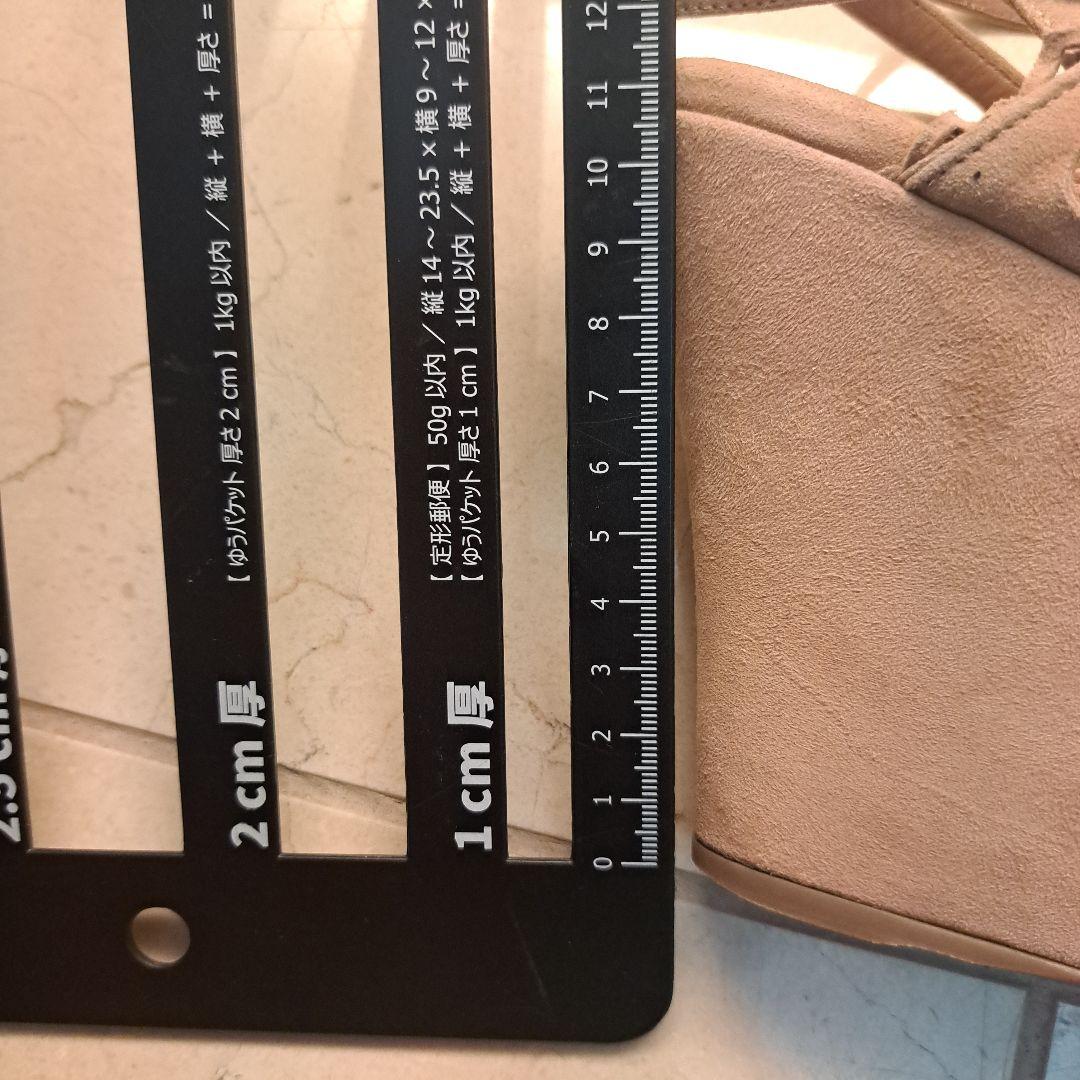 2 cm 厚
【 ゆうパケット 厚さ 2 cm 】 1kg 以内 ／ 縦 + 横 + 厚さ =
1 cm 厚
【 定形郵便 】 50g 以内 ／ 縦 14～23.5 × 横 9～12 ×
【 ゆうパケット 厚さ 1 cm 】 1kg 以内 ／ 縦 + 横 + 厚さ =
0 1 2 3 4 5 6 7 8 9 10 11 12